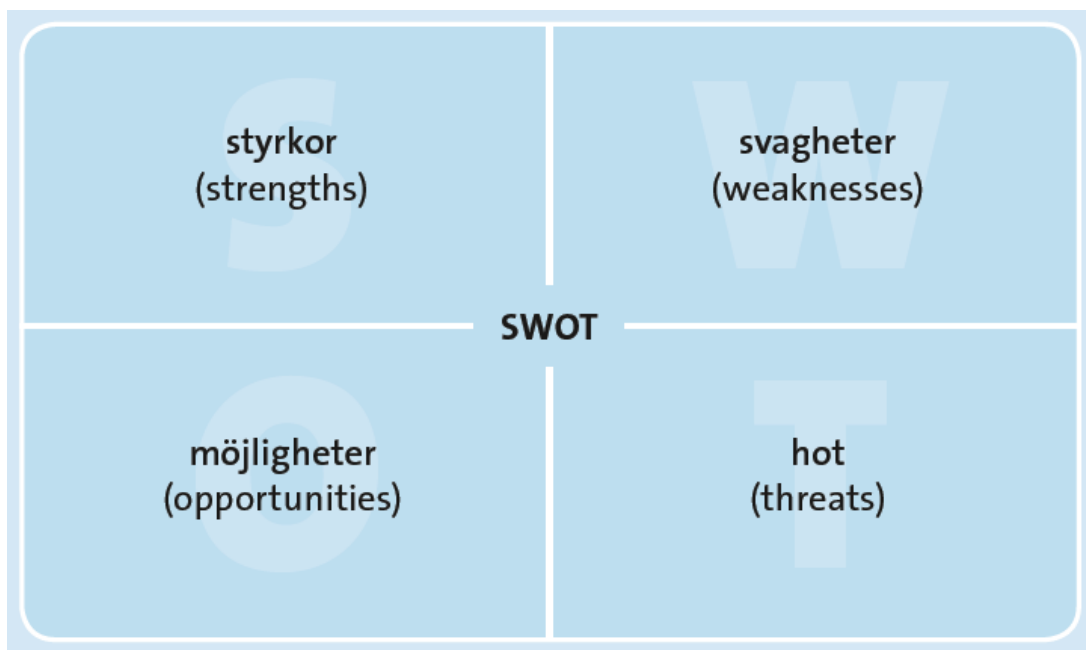 S
styrkor
(strengths)
W
svagheter
(weaknesses)
SWOT
O
möjligheter
(opportunities)
T
hot
(threats)